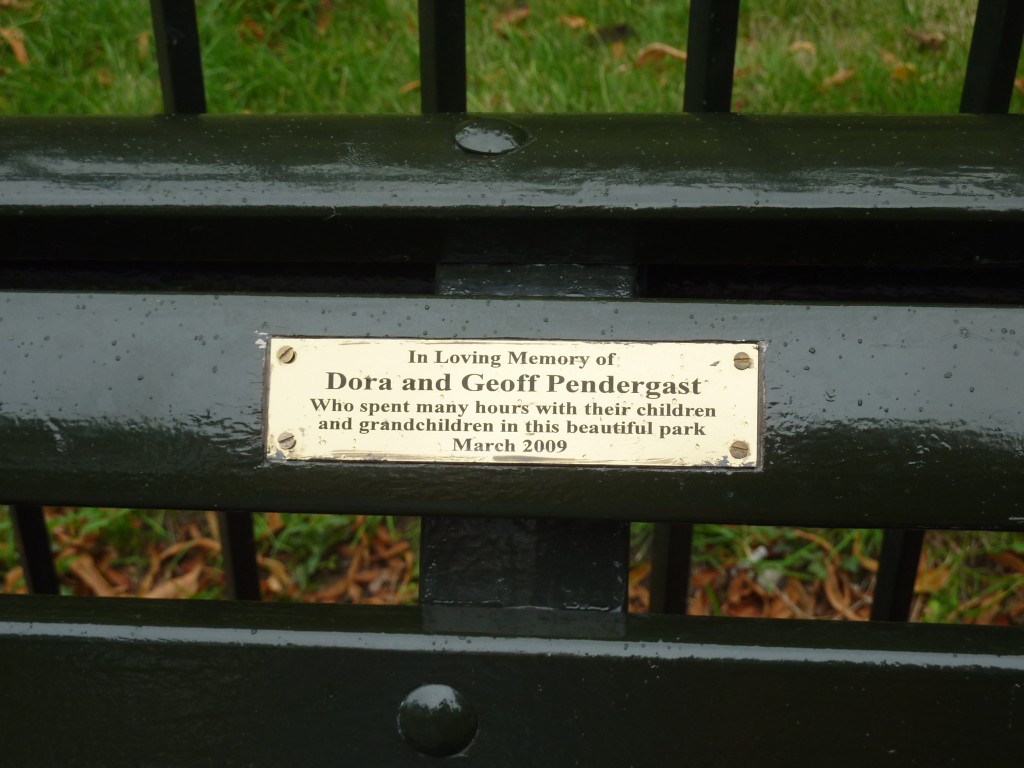 In Loving Memory of
Dora and Geoff Pendergast
Who spent many hours with their children
and grandchildren in this beautiful park
March 2009